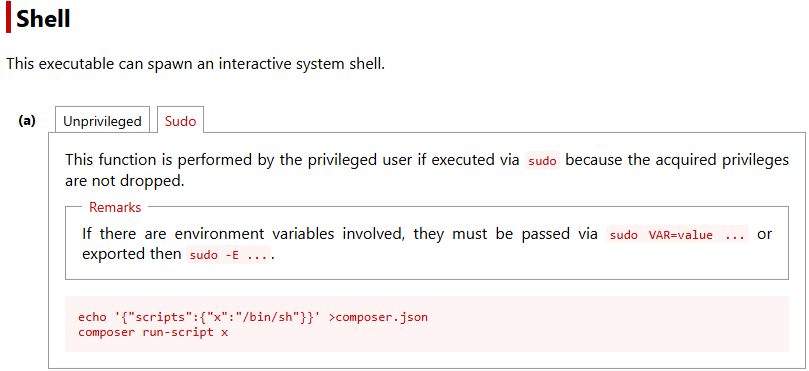 Shell
This executable can spawn an interactive system shell.
(a) Unprivileged Sudo
This function is performed by the privileged user if executed via sudo because the acquired privileges
are not dropped.
Remarks
If there are environment variables involved, they must be passed via sudo VAR=value ... or
exported then sudo -E ....
echo '{"scripts":{"x":"/bin/sh"}}' >composer.json
composer run-script x